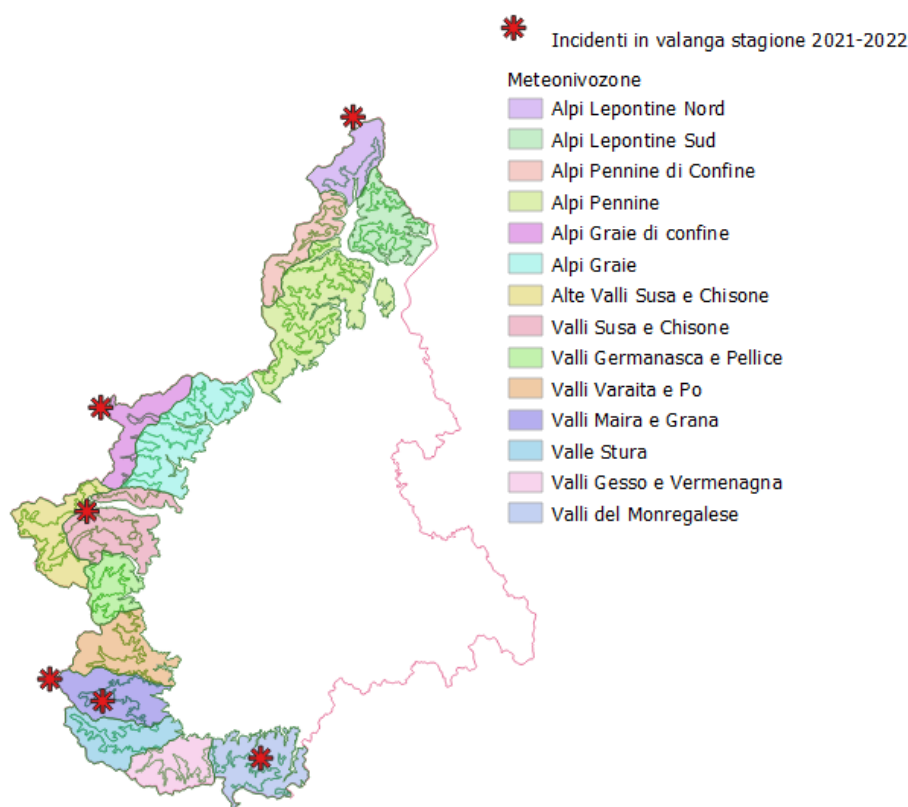 Incidenti in valanga stagione 2021-2022
Meteonivozone
Alpi Lepontine Nord
Alpi Lepontine Sud
Alpi Pennine di Confine
Alpi Pennine
Alpi Graie di confine
Alpi Graie
Alte Valli Susa e Chisone
Valli Susa e Chisone
Valli Germanasca e Pellice
Valli Varaita e Po
Valli Maira e Grana
Valle Stura
Valli Gesso e Vermenagna
Valli del Monregalese